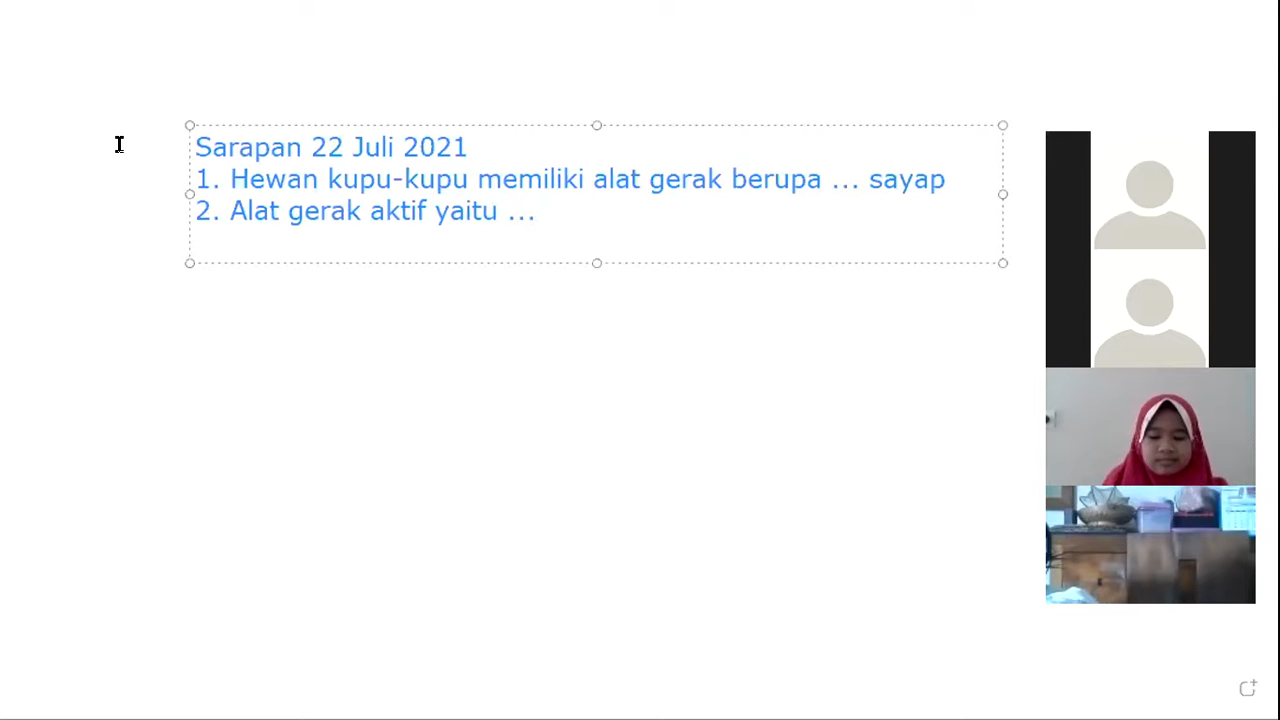 Sarapan 22 Juli 2021
1. Hewan kupu-kupu memiliki alat gerak berupa ... sayap
2. Alat gerak aktif yaitu ...